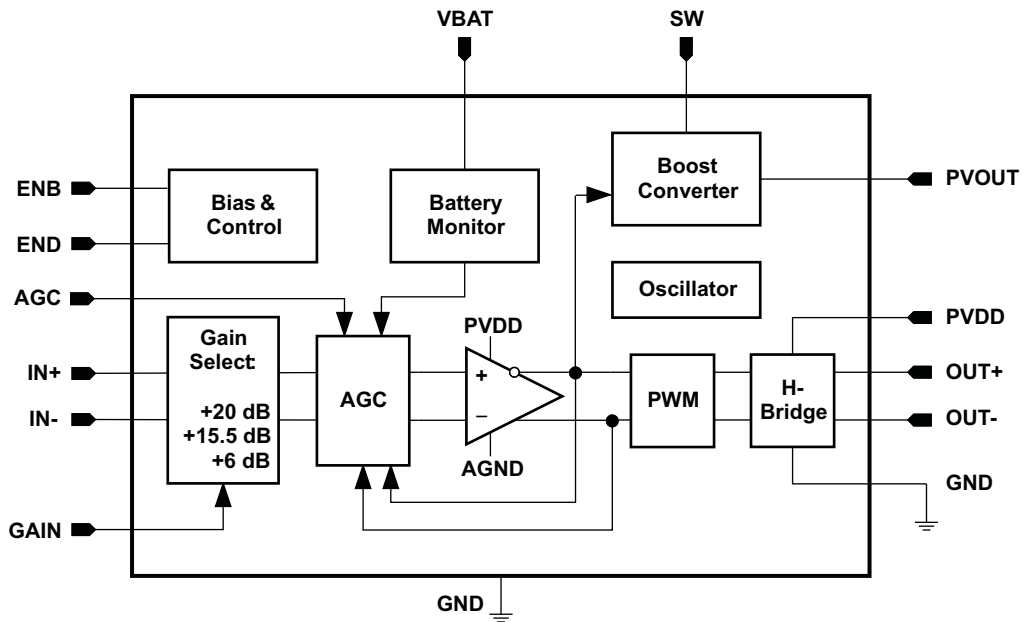 VBAT
SW
ENB
END
AGC
IN+
IN-
GAIN
Bias &
Control
Battery
Monitor
Boost
Converter
Oscillator
PVOUT
PVDD
OUT+
OUT-
GND
Gain
Select:
+20 dB
+15.5 dB
+6 dB
AGC
PVDD
+
−
AGND
PWM
H-
Bridge
GND